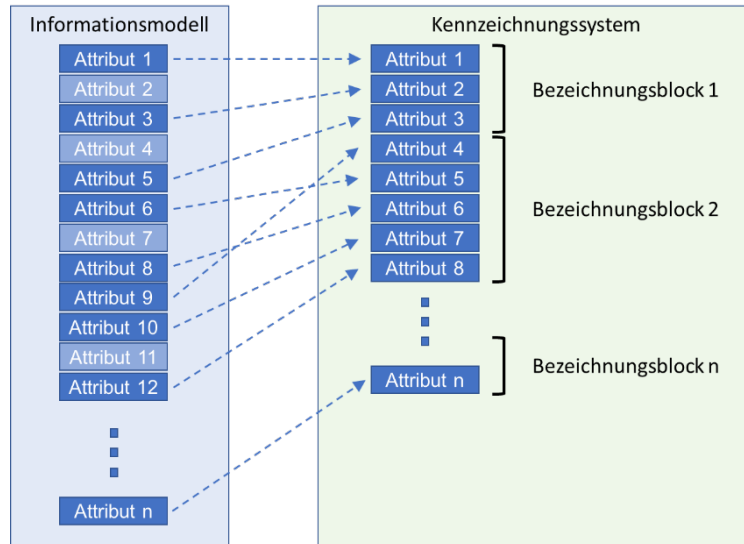 Informationsmodell
Attribut 1
Attribut 2
Attribut 3
Attribut 4
Attribut 5
Attribut 6
Attribut 7
Attribut 8
Attribut 9
Attribut 10
Attribut 11
Attribut 12
Attribut n
Kennzeichnungssystem
Attribut 1
Attribut 2
Attribut 3
Bezeichnungsblock 1
Attribut 4
Attribut 5
Attribut 6
Attribut 7
Attribut 8
Bezeichnungsblock 2
Attribut n
Bezeichnungsblock n